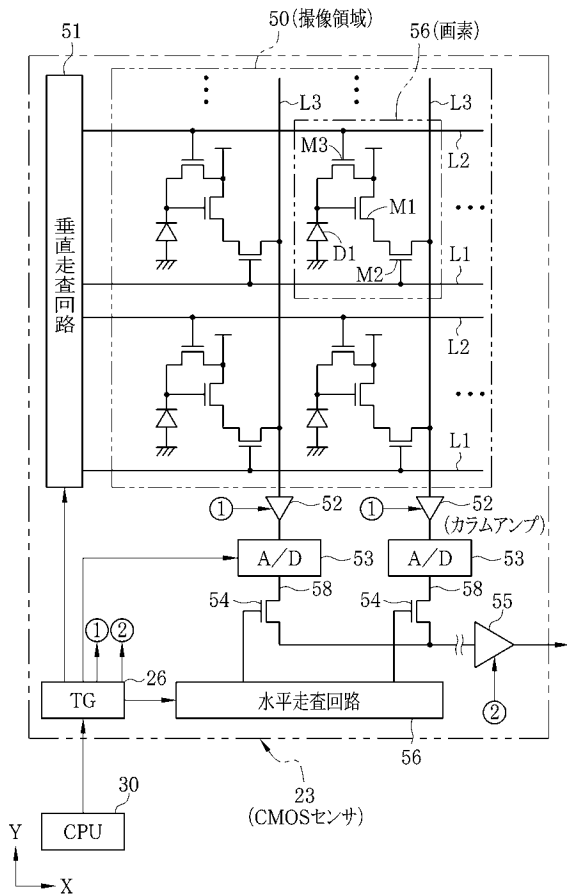 50(撮像領域)
51
56(画素)
L3
L3
M3
L2
M1
D1
M2
L1
垂直走査回路
L2
L1
① 52
① 52
(カラムアンプ)
A/D 53
A/D 53
58
58
54
54
55
① ②
26
TG
水平走査回路
②
56
23
(CMOSセンサ)
30
CPU
Y
X